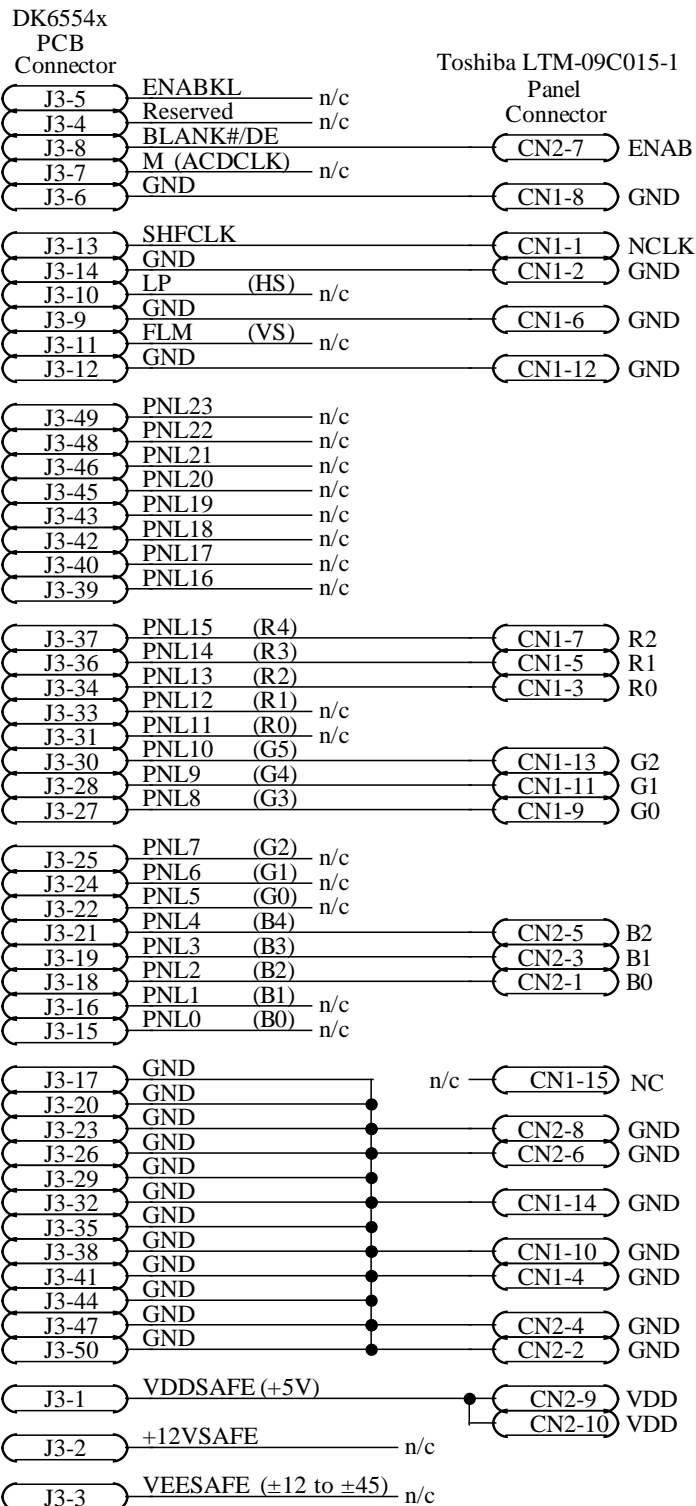 DK6554x
PCB
Connector
Toshiba LTM-09C015-1
Panel
Connector
J3-5 ENABKL n/c
J3-4 Reserved n/c
J3-8 BLANK#/DE CN2-7 ENAB
J3-7 M (ACDCLK) n/c
J3-6 GND CN1-8 GND
J3-13 SHFCLK CN1-1 NCLK
J3-14 GND CN1-2 GND
J3-10 LP (HS) n/c
J3-9 GND CN1-6 GND
J3-11 FLM (VS) n/c
J3-12 GND CN1-12 GND
J3-49 PNL23 n/c
J3-48 PNL22 n/c
J3-46 PNL21 n/c
J3-45 PNL20 n/c
J3-43 PNL19 n/c
J3-42 PNL18 n/c
J3-40 PNL17 n/c
J3-39 PNL16 n/c
J3-37 PNL15 (R4) CN1-7 R2
J3-36 PNL14 (R3) CN1-5 R1
J3-34 PNL13 (R2) CN1-3 R0
J3-33 PNL12 (R1) n/c
J3-31 PNL11 (R0) n/c
J3-30 PNL10 (G5) CN1-13 G2
J3-28 PNL9 (G4) CN1-11 G1
J3-27 PNL8 (G3) CN1-9 G0
J3-25 PNL7 (G2) n/c
J3-24 PNL6 (G1) n/c
J3-22 PNL5 (G0) n/c
J3-21 PNL4 (B4) CN2-5 B2
J3-19 PNL3 (B3) CN2-3 B1
J3-18 PNL2 (B2) CN2-1 B0
J3-16 PNL1 (B1) n/c
J3-15 PNL0 (B0) n/c
J3-17 GND n/c CN1-15 NC
J3-20 GND
J3-23 GND CN2-8 GND
J3-26 GND CN2-6 GND
J3-29 GND
J3-32 GND CN1-14 GND
J3-35 GND
J3-38 GND CN1-10 GND
J3-41 GND CN1-4 GND
J3-44 GND
J3-47 GND CN2-4 GND
J3-50 GND CN2-2 GND
J3-1 VDDSAFE (+5V) CN2-9 VDD
CN2-10 VDD
J3-2 +12VSAFE n/c
J3-3 VEESAFE (±12 to ±45) n/c